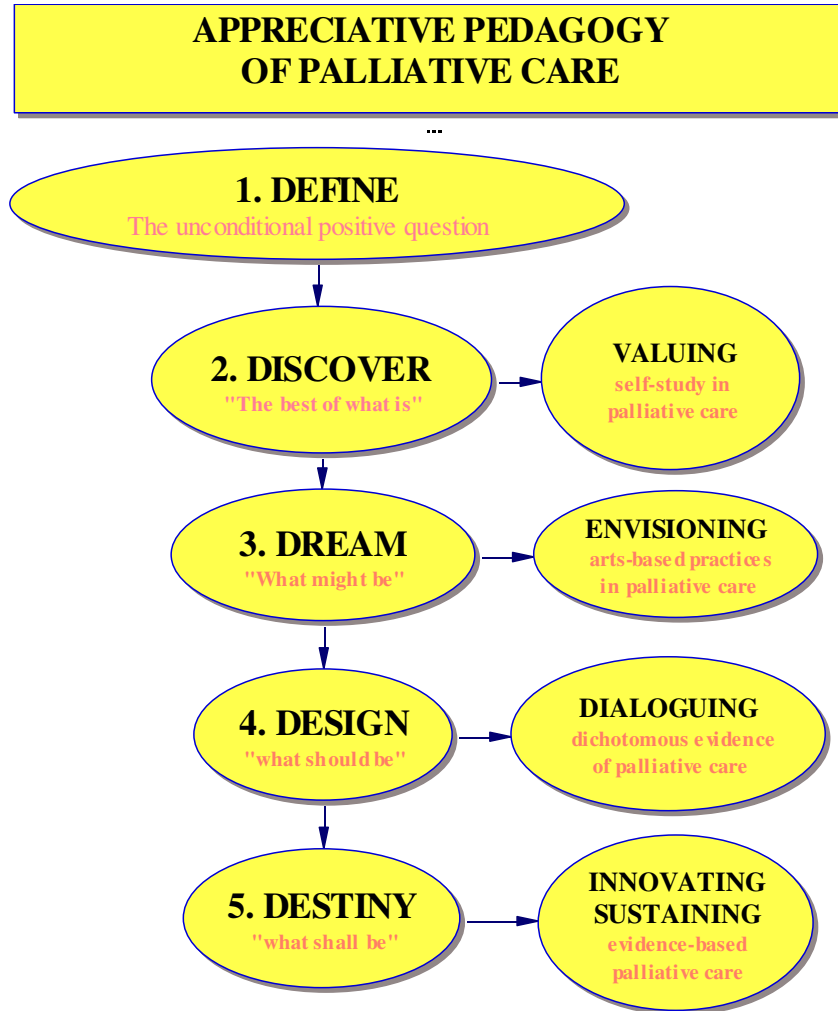 APPRECIATIVE PEDAGOGY
OF PALLIATIVE CARE
...
1. DEFINE
The unconditional positive question
2. DISCOVER
"The best of what is"
VALUING
self-study in
palliative care
3. DREAM
"What might be"
ENVISIONING
arts-based practices
in palliative care
4. DESIGN
"what should be"
DIALOGUING
dichotomous evidence
of palliative care
5. DESTINY
"what shall be"
INNOVATING
SUSTAINING
evidence-based
palliative care